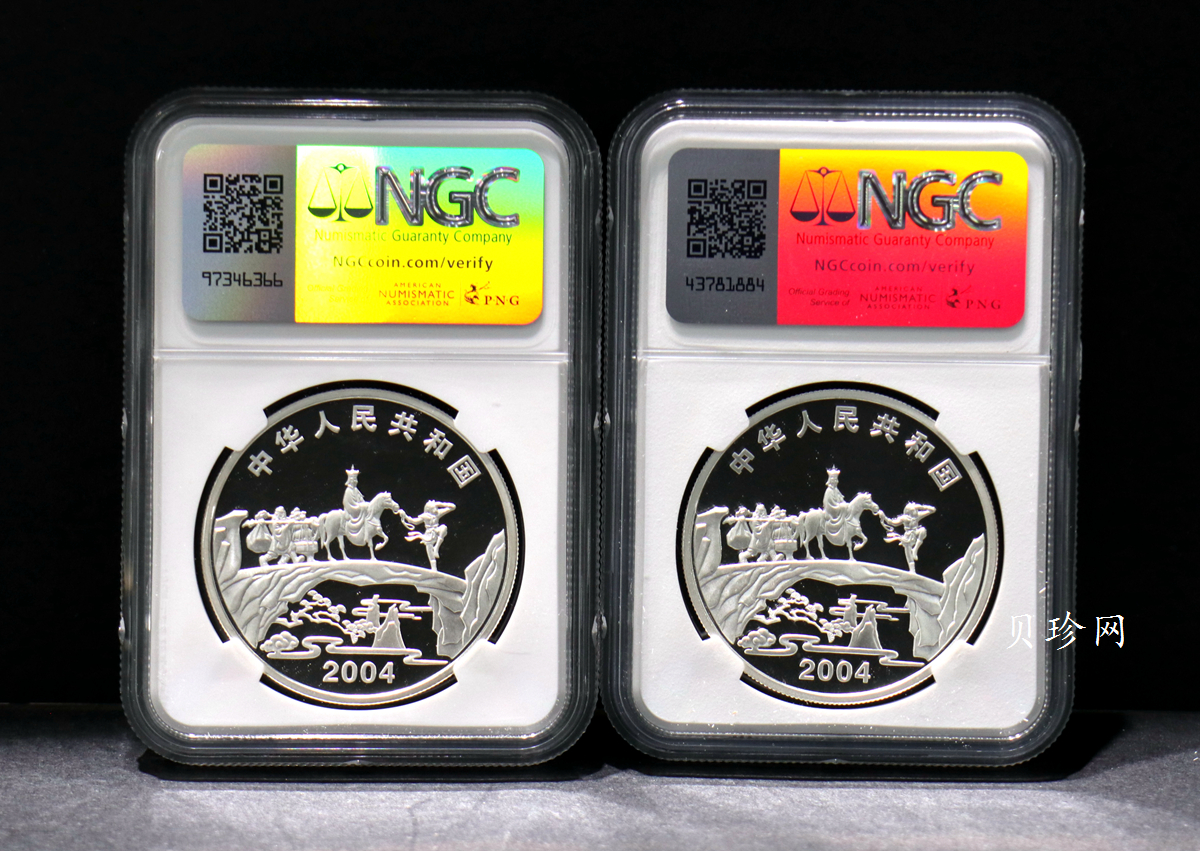 NGC
Numismatic Guaranty Company
NGCcoin.com/verify
97346366
AMERICAN
NUMISMATIC
ASSOCIATION
PNG
中华人民共和国
2004
NGC
Numismatic Guaranty Company
NGCcoin.com/verify
43781884
Official Grading
Service of
AMERICAN
NUMISMATIC
ASSOCIATION
PNG
中华人民共和国
2004
贝珍网